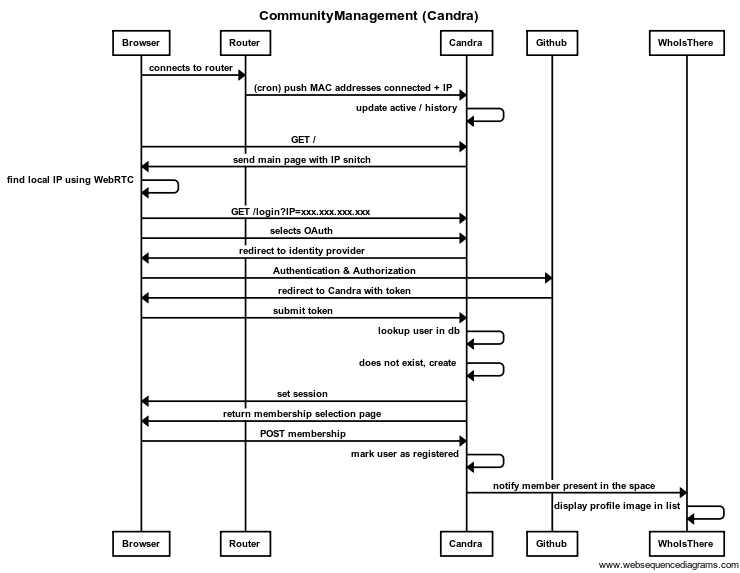 CommunityManagement (Candra)
Browser Router Candra Github WhoIsThere
connects to router
(cron) push MAC addresses connected + IP
update active / history
GET /
send main page with IP snitch
find local IP using WebRTC
GET /login?IP=xxx.xxx.xxx.xxx
selects OAuth
redirect to identity provider
Authentication & Authorization
redirect to Candra with token
submit token
lookup user in db
does not exist, create
set session
return membership selection page
POST membership
mark user as registered
notify member present in the space
display profile image in list
Browser Router Candra Github WhoIsThere
www.websequencediagrams.com